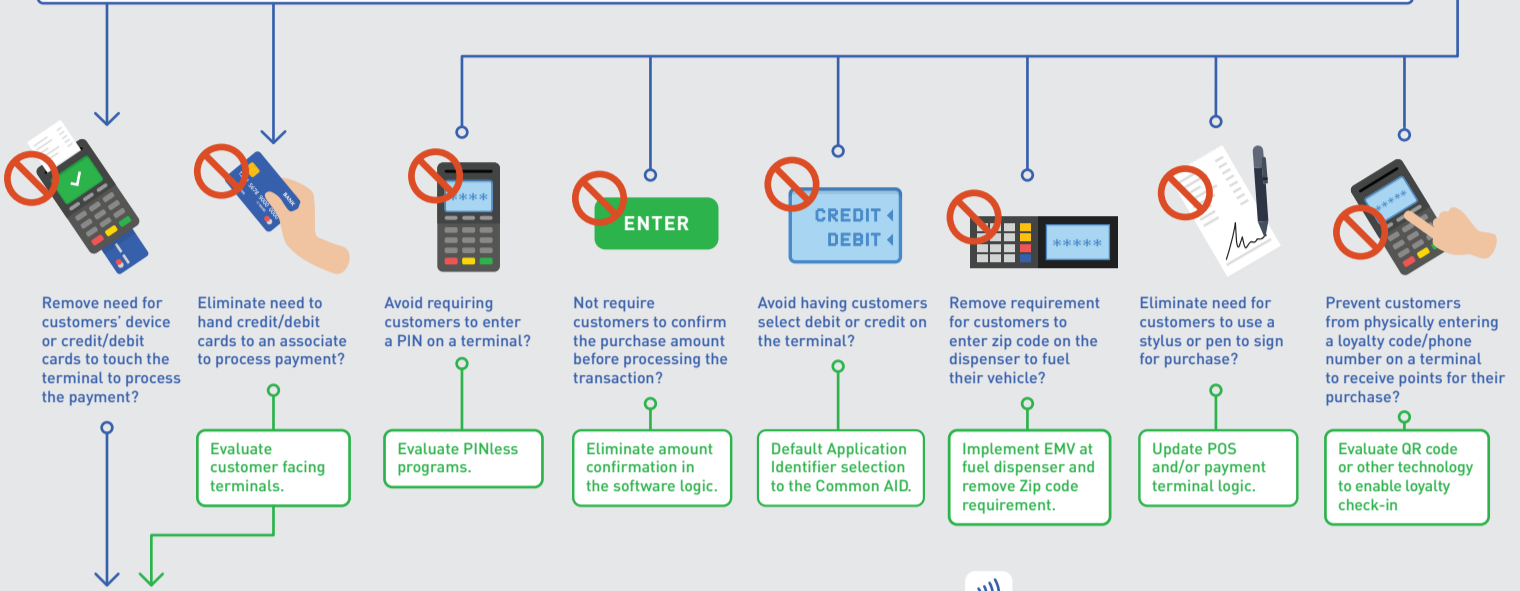 ENTER
CREDIT
DEBIT
****
*****
*****
BANK
Remove need for
customers’ device
or credit/debit
cards to touch the
terminal to process
the payment?
Eliminate need to
hand credit/debit
cards to an associate
to process payment?
Avoid requiring
customers to enter
a PIN on a terminal?
Not require
customers to confirm
the purchase amount
before processing the
transaction?
Avoid having customers
select debit or credit on
the terminal?
Remove requirement
for customers to
enter zip code on the
dispenser to fuel
their vehicle?
Eliminate need for
customers to use a
stylus or pen to sign
for purchase?
Prevent customers
from physically entering
a loyalty code/phone
number on a terminal
to receive points for their
purchase?
Evaluate
customer facing
terminals.
Evaluate PINless
programs.
Eliminate amount
confirmation in
the software logic.
Default Application
Identifier selection
to the Common AID.
Implement EMV at
fuel dispenser and
remove Zip code
requirement.
Update POS
and/or payment
terminal logic.
Evaluate QR code
or other technology
to enable loyalty
check-in